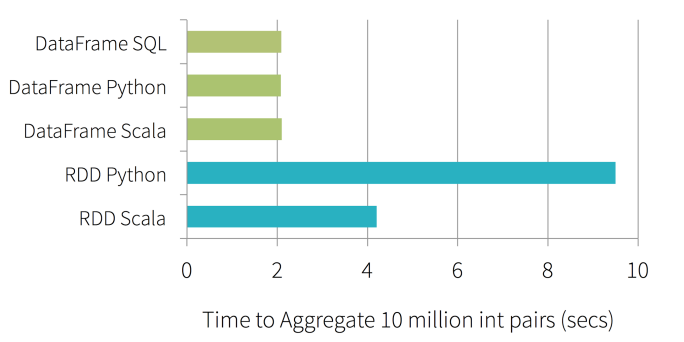 DataFrame SQL
DataFrame Python
DataFrame Scala
RDD Python
RDD Scala
0 2 4 6 8 10
Time to Aggregate 10 million int pairs (secs)